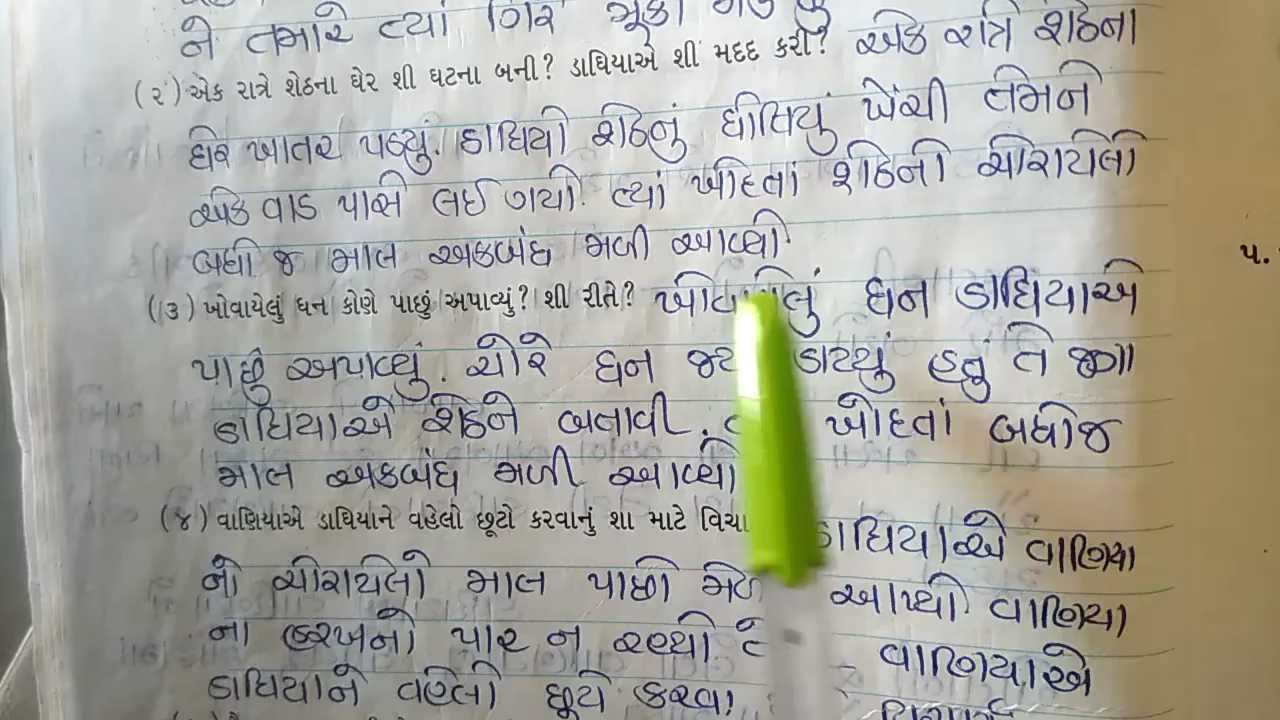 ને તમારે ત્યાં ગિરે મૂકી
(૨) એક રાત્રે શેઠના ઘેર શી ઘટના બની? ડાઘિયાએ શી મદદ કરી? એક રાત્રે શેઠના
ઘેર ખાતર પડ્યું. ડાઘિયો શેઠનું ધોતિયું ખેંચી તેમને
એક વાડ પાસે લઈ ગયો. ત્યાં ખોદતાં શેઠનો ચોરાયેલો
બધો જ માલ અકબંધ મળી આવ્યો.
(૩) ખોવાયેલું ધન કોણે પાછું અપાવ્યું? શી રીતે? ધન ડાઘિયાએ
પાછું અપાવ્યું. ચોરે ધન દાટ્યું હતું તે જગા
ડાઘિયાએ શેઠને બતાવી. ખોદતાં બધોજ
માલ અકબંધ મળી આવ્યો
(૪) વાણિયાએ ડાઘિયાને વહેલો છૂટો કરવાનું શા માટે ડાઘિયાએ વાણિયા
નો ચોરાયેલો માલ પાછો આપ્યો વાણિયા
ના હરખનો પાર ન રહ્યો વાણિયાએ
ડાઘિયાને વહેલો છૂટો કરવા
૫.